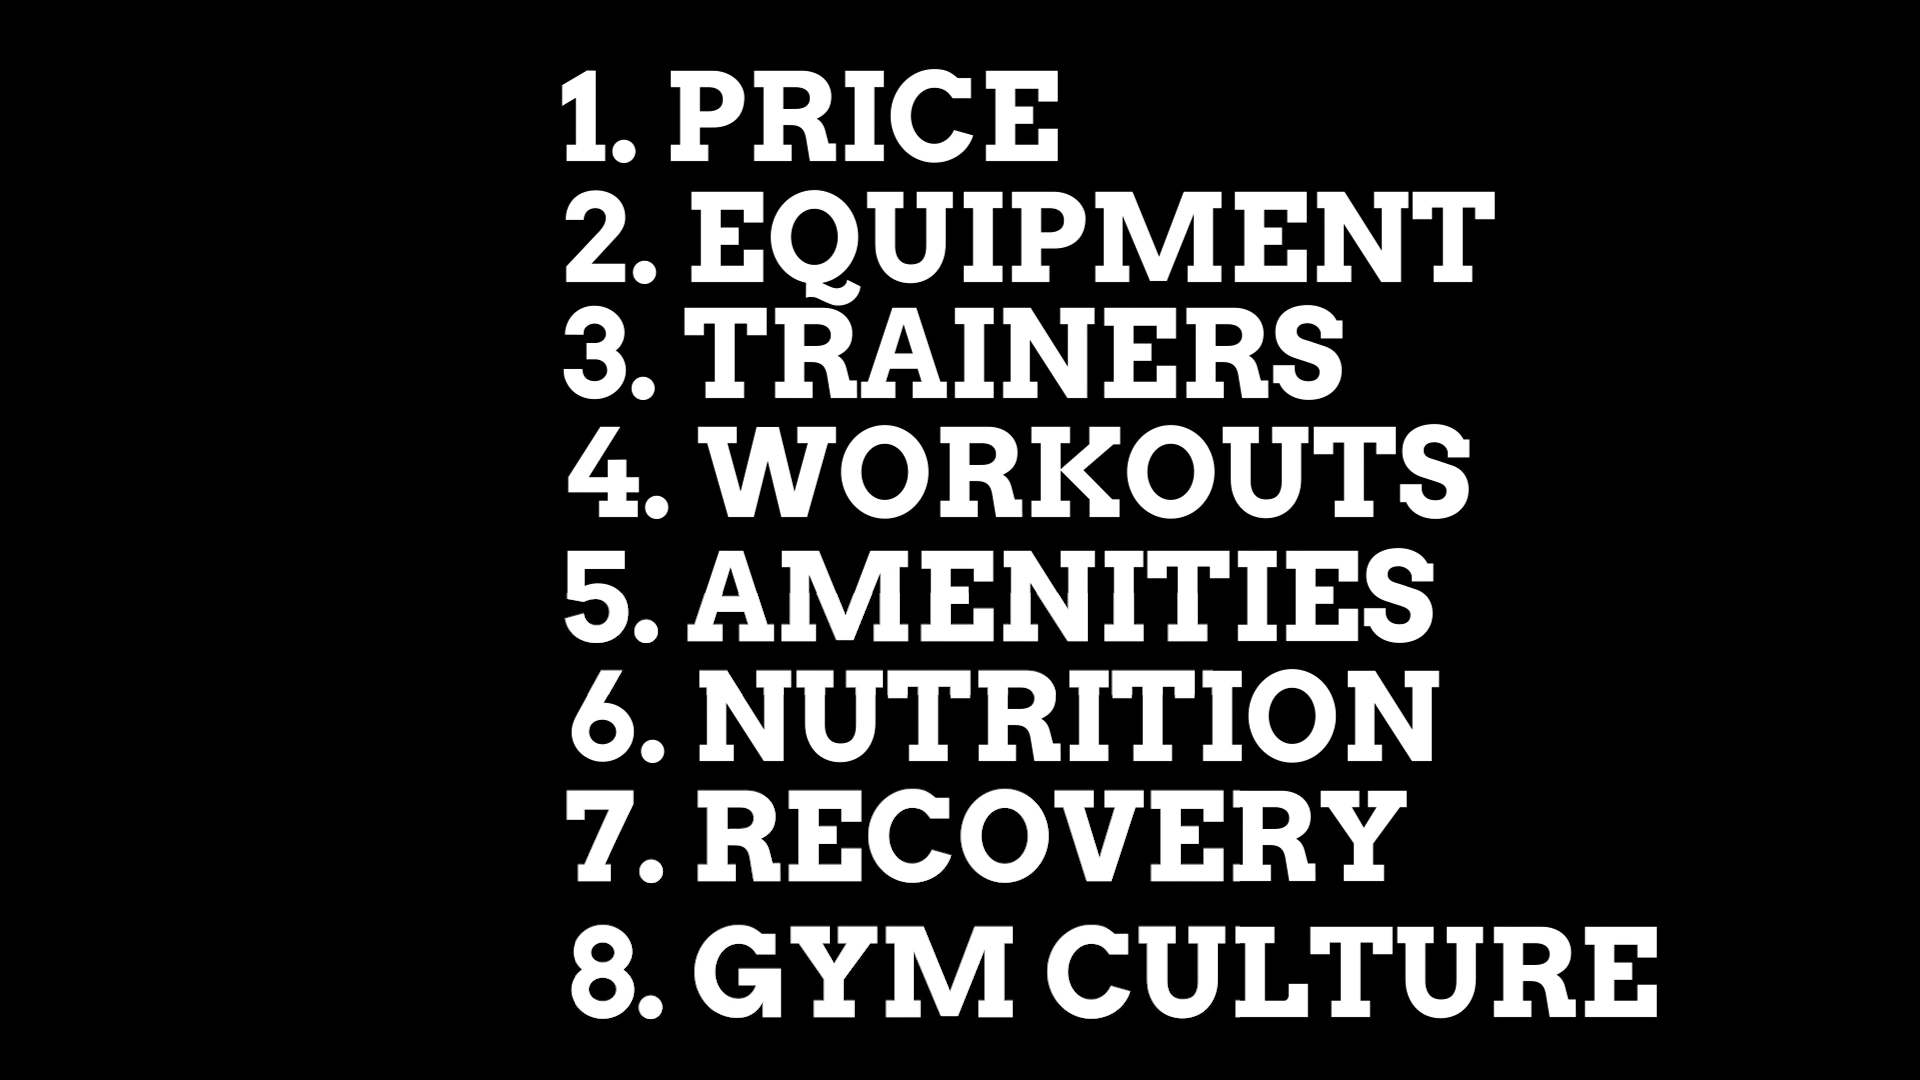 1. PRICE
2. EQUIPMENT
3. TRAINERS
4. WORKOUTS
5. AMENITIES
6. NUTRITION
7. RECOVERY
8. GYM CULTURE